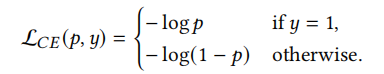 ℒ_CE(p, y) = { − log p if y = 1,
− log(1 − p) otherwise.